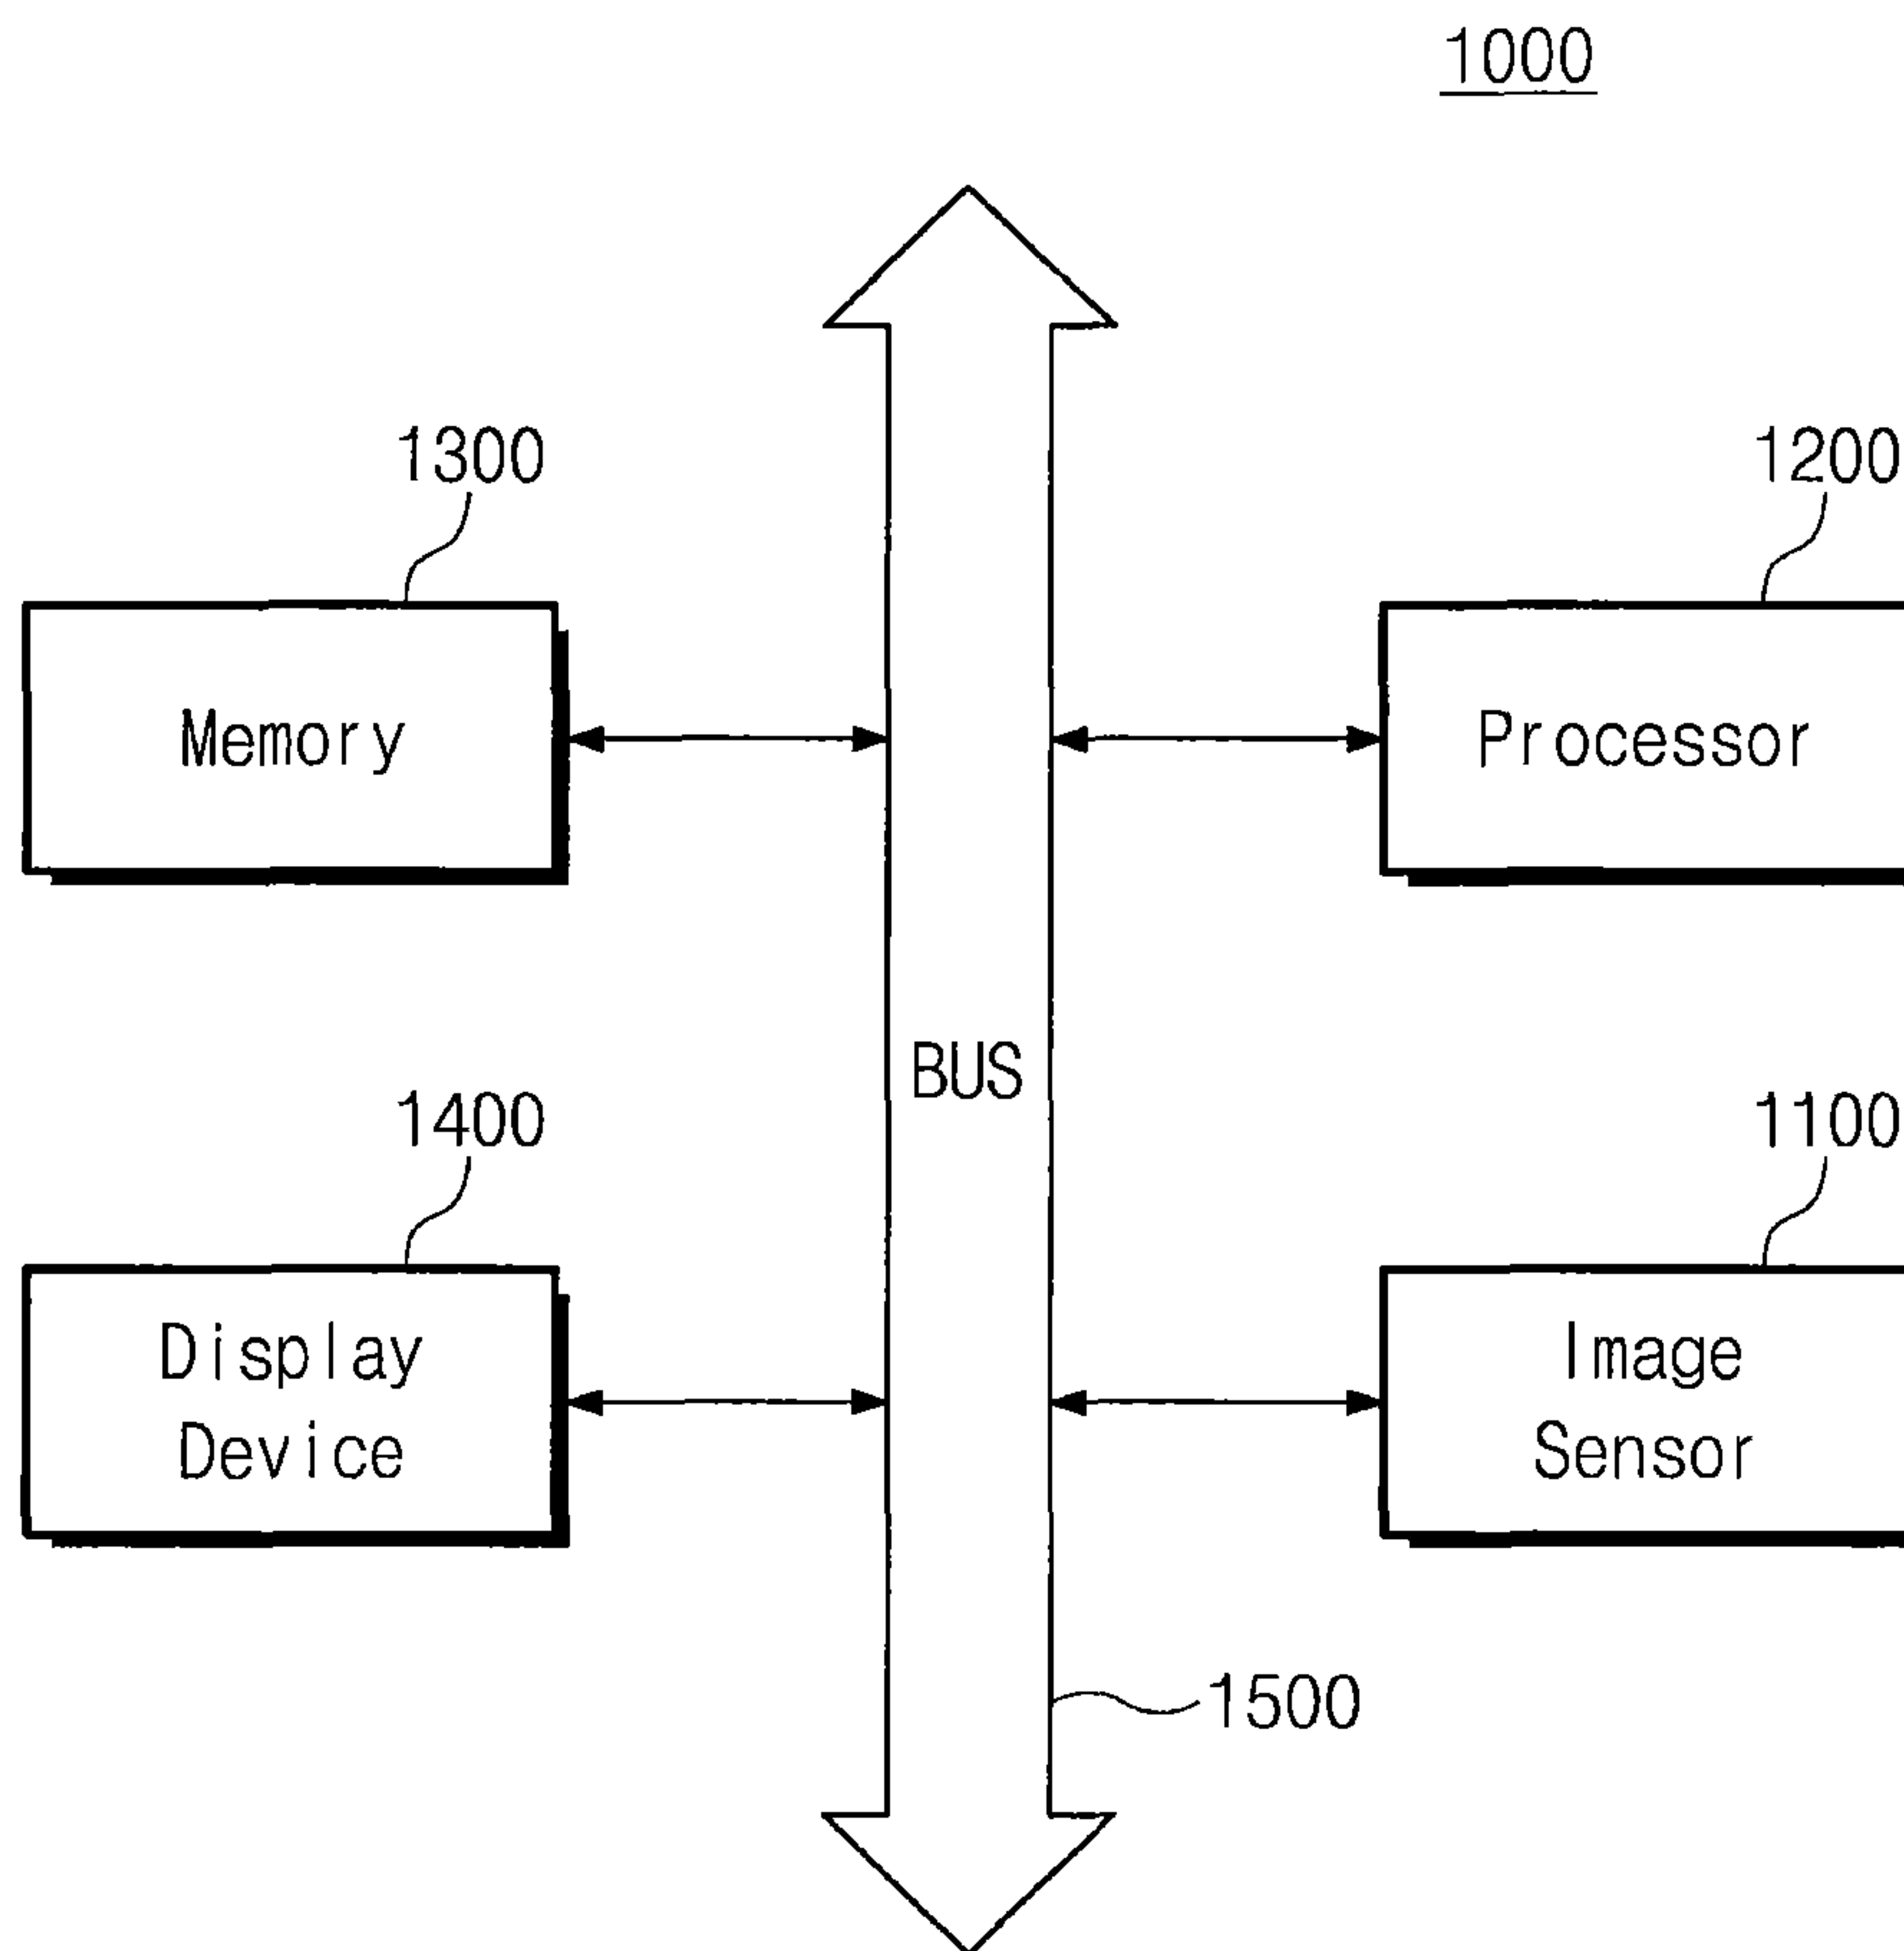 1000
1300
1200
Memory
Processor
BUS
1400
1100
Display
Device
Image
Sensor
1500